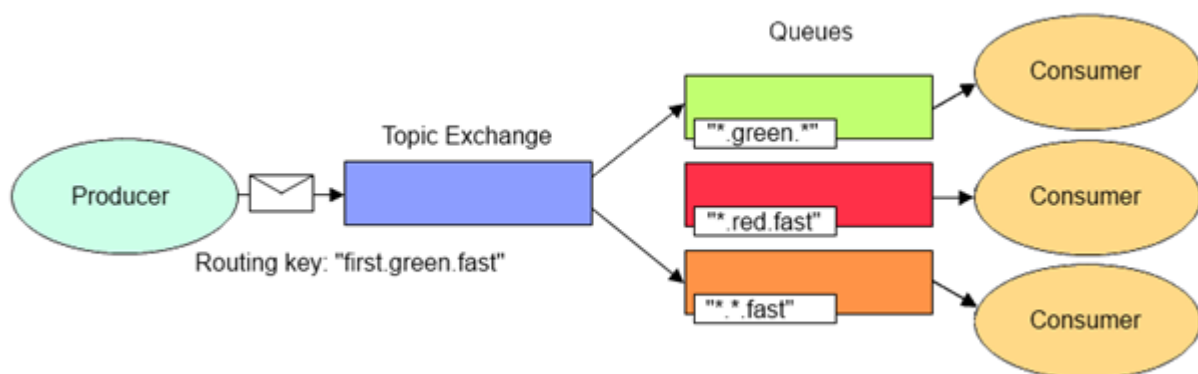 Queues
Consumer
Topic Exchange
"*.green.*"
Producer
"*.red.fast"
Consumer
Routing key: "first.green.fast"
"*.*.fast"
Consumer